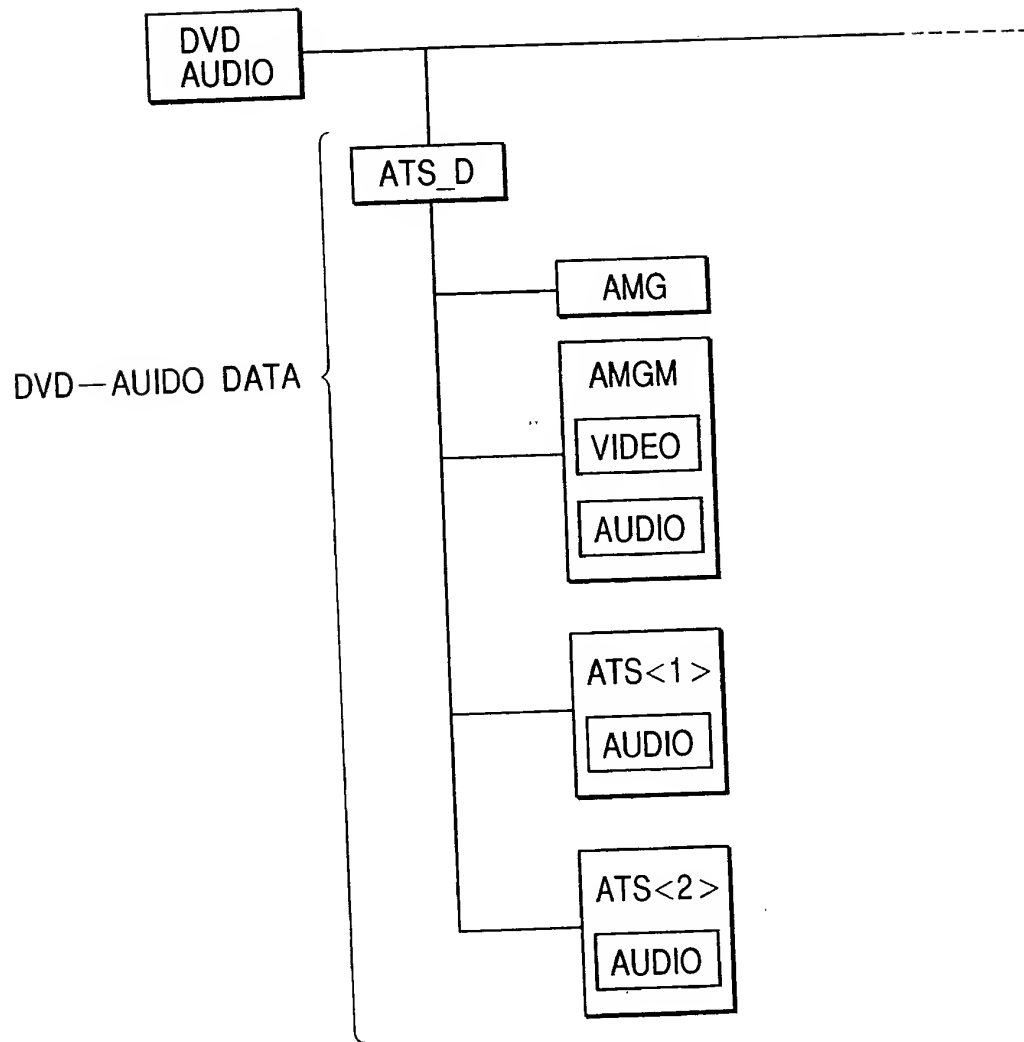 DVD
AUDIO
ATS_D
AMG
DVD—AUIDO DATA
AMGM
VIDEO
AUDIO
ATS<1>
AUDIO
ATS<2>
AUDIO